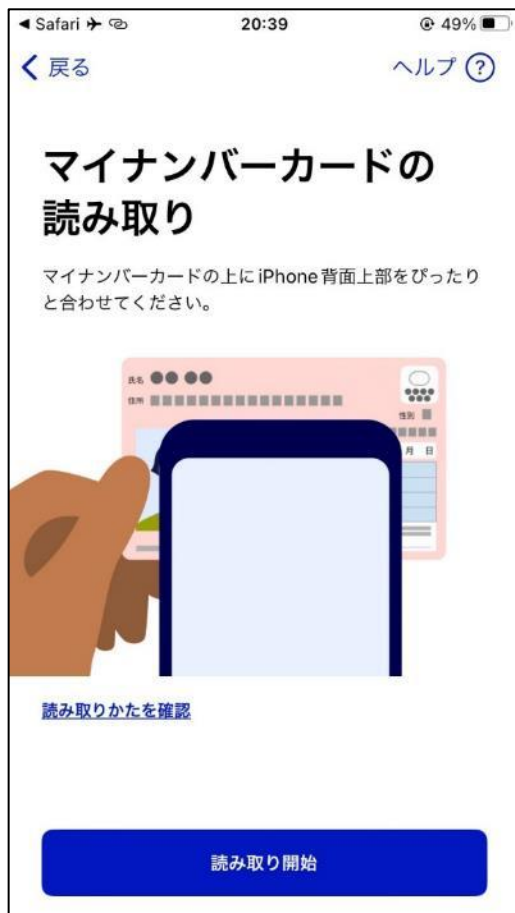 Safari
20:39
49%
戻る
ヘルプ ?
マイナンバーカードの
読み取り
マイナンバーカードの上にiPhone背面上部をぴったり
と合わせてください。
氏名
住所
性別
月 日
読み取りかたを確認
読み取り開始